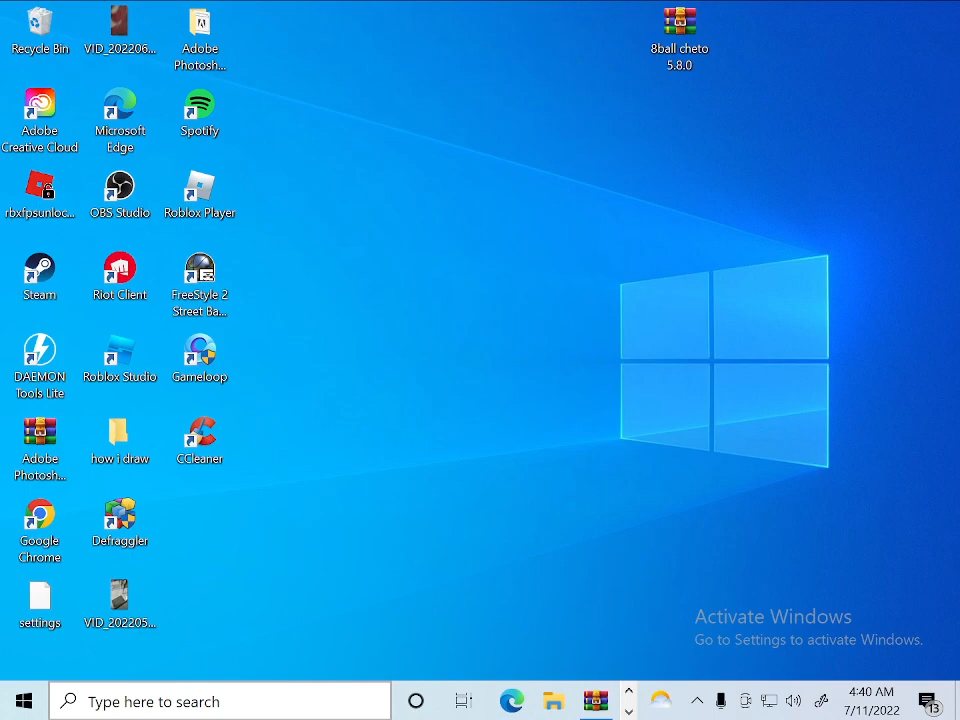 Recycle Bin
VID_202206...
Adobe
Photosh...
8ball cheto
5.8.0
Adobe
Creative Cloud
Microsoft
Edge
Spotify
rbxfpsunloc...
OBS Studio
Roblox Player
Steam
Riot Client
FreeStyle 2
Street Ba...
DAEMON
Tools Lite
Roblox Studio
Gameloop
Adobe
Photosh...
how i draw
CCleaner
Google
Chrome
Defraggler
settings
VID_202205...
Activate Windows
Go to Settings to activate Windows.
Type here to search
4:40 AM
7/11/2022
13